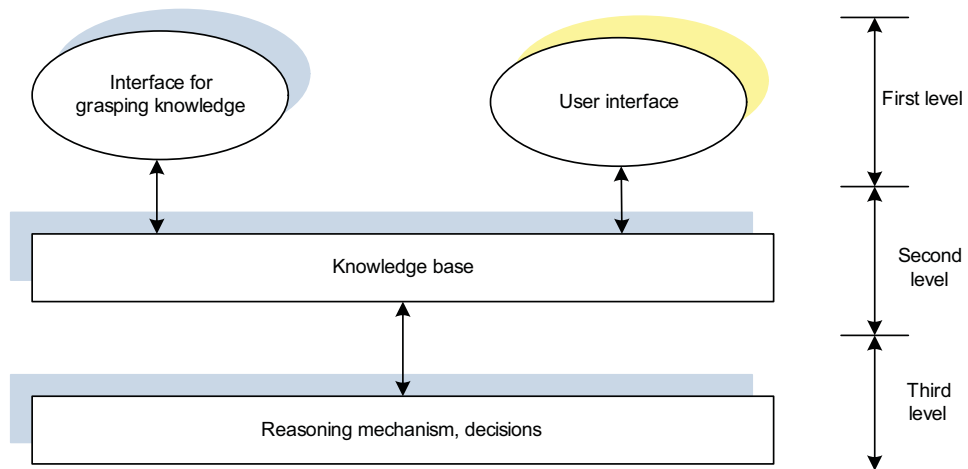 Interface for
grasping knowledge
User interface
First level
Knowledge base
Second
level
Reasoning mechanism, decisions
Third
level